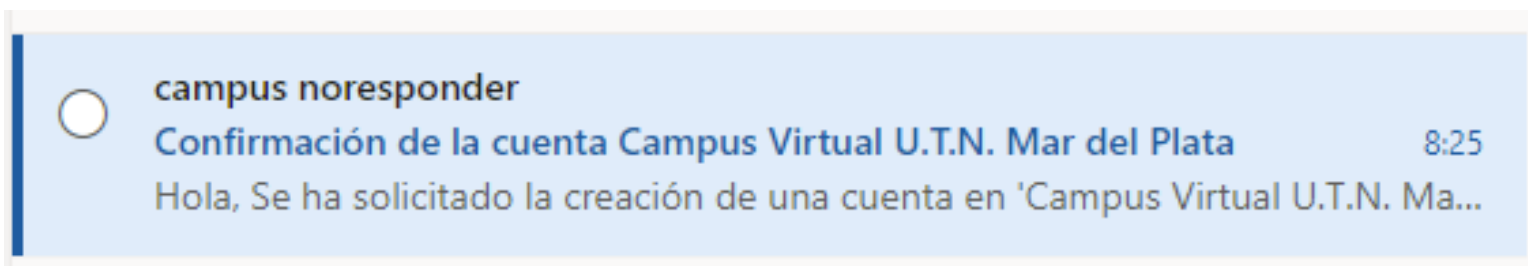 campus noresponder
Confirmación de la cuenta Campus Virtual U.T.N. Mar del Plata 8:25
Hola, Se ha solicitado la creación de una cuenta en 'Campus Virtual U.T.N. Ma...